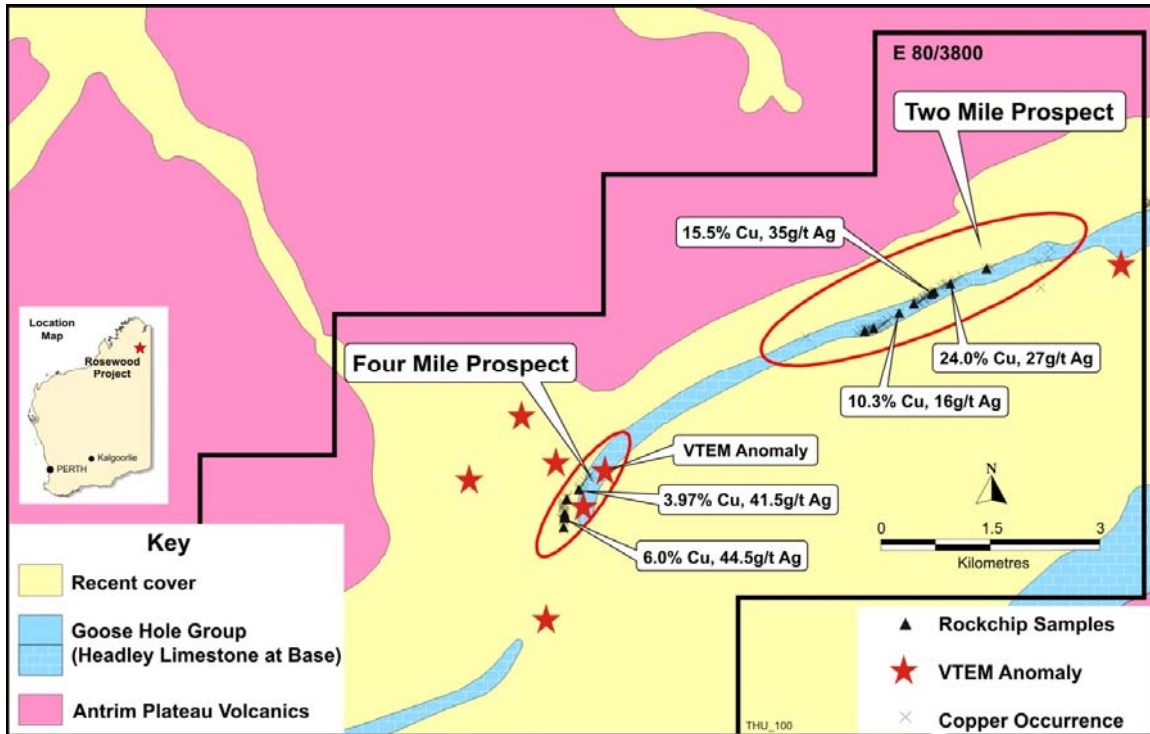 E 80/3800
Two Mile Prospect
15.5% Cu, 35g/t Ag
24.0% Cu, 27g/t Ag
10.3% Cu, 16g/t Ag
Four Mile Prospect
VTEM Anomaly
3.97% Cu, 41.5g/t Ag
6.0% Cu, 44.5g/t Ag
Location
Map
Rosewood
Project
Kalgoorlie
PERTH
N
0
1.5
3
Kilometres
Key
Recent cover
Goose Hole Group
(Headley Limestone at Base)
Antrim Plateau Volcanics
Rockchip Samples
VTEM Anomaly
Copper Occurrence
THU_100